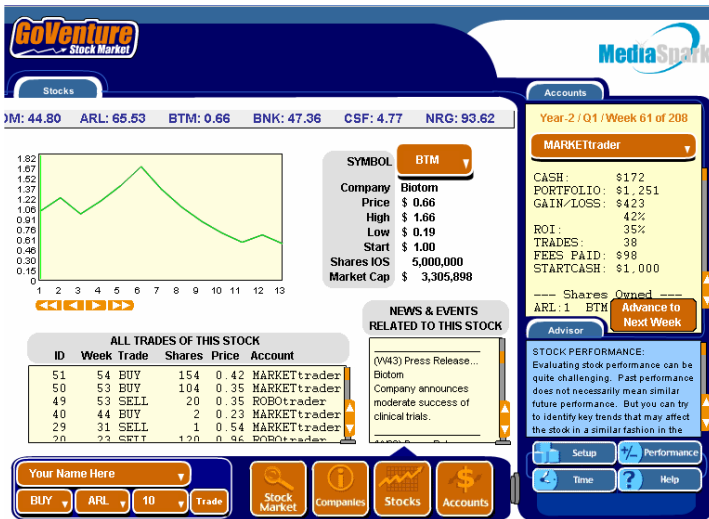 GoVenture
Stock Market
MediaSpark
Stocks
Accounts
OM: 44.80 ARL: 65.53 BTM: 0.66 BNK: 47.36 CSF: 4.77 NRG: 93.62
Year-2 / Q1 / Week 61 of 208
MARKETtrader
CASH: $172
PORTFOLIO: $1,251
GAIN/LOSS: $423
42%
ROI: 35%
TRADES: 38
FEES PAID: $98
STARTCASH: $1,000
--- Shares Owned ---
ARL:1 BTM
Advance to
Next Week
1.82
1.67
1.52
1.37
1.22
1.06
0.91
0.76
0.61
0.46
0.30
0.15
0
1 2 3 4 5 6 7 8 9 10 11 12 13
SYMBOL BTM
Company Biotom
Price $ 0.66
High $ 1.66
Low $ 0.19
Start $ 1.00
Shares IOS 5,000,000
Market Cap $ 3,305,898
ALL TRADES OF THIS STOCK
ID Week Trade Shares Price Account
51 54 BUY 154 0.42 MARKETtrader
50 53 BUY 104 0.35 MARKETtrader
49 53 SELL 20 0.35 ROBOtrader
40 44 BUY 2 0.23 MARKETtrader
29 31 SELL 1 0.54 MARKETtrader
20 23 SELL 120 0.96 ROBOtrader
NEWS & EVENTS
RELATED TO THIS STOCK
(W43) Press Release...
Biotom
Company announces
moderate success of
clinical trials.
Advisor
STOCK PERFORMANCE:
Evaluating stock performance can be
quite challenging. Past performance
does not necessarily mean similar
future performance. But you can try
to identify key trends that may affect
the stock in a similar fashion in the
Setup
Performance
Time
Help
Your Name Here
BUY ARL 10 Trade
Stock
Market
Companies
Stocks
Accounts